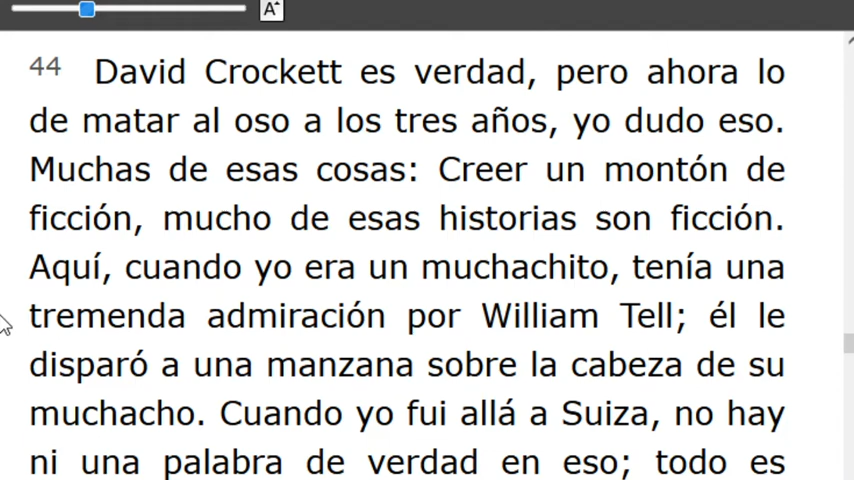 A
44 David Crockett es verdad, pero ahora lo
de matar al oso a los tres años, yo dudo eso.
Muchas de esas cosas: Creer un montón de
ficción, mucho de esas historias son ficción.
Aquí, cuando yo era un muchachito, tenía una
tremenda admiración por William Tell; él le
disparó a una manzana sobre la cabeza de su
muchacho. Cuando yo fui allá a Suiza, no hay
ni una palabra de verdad en eso; todo es